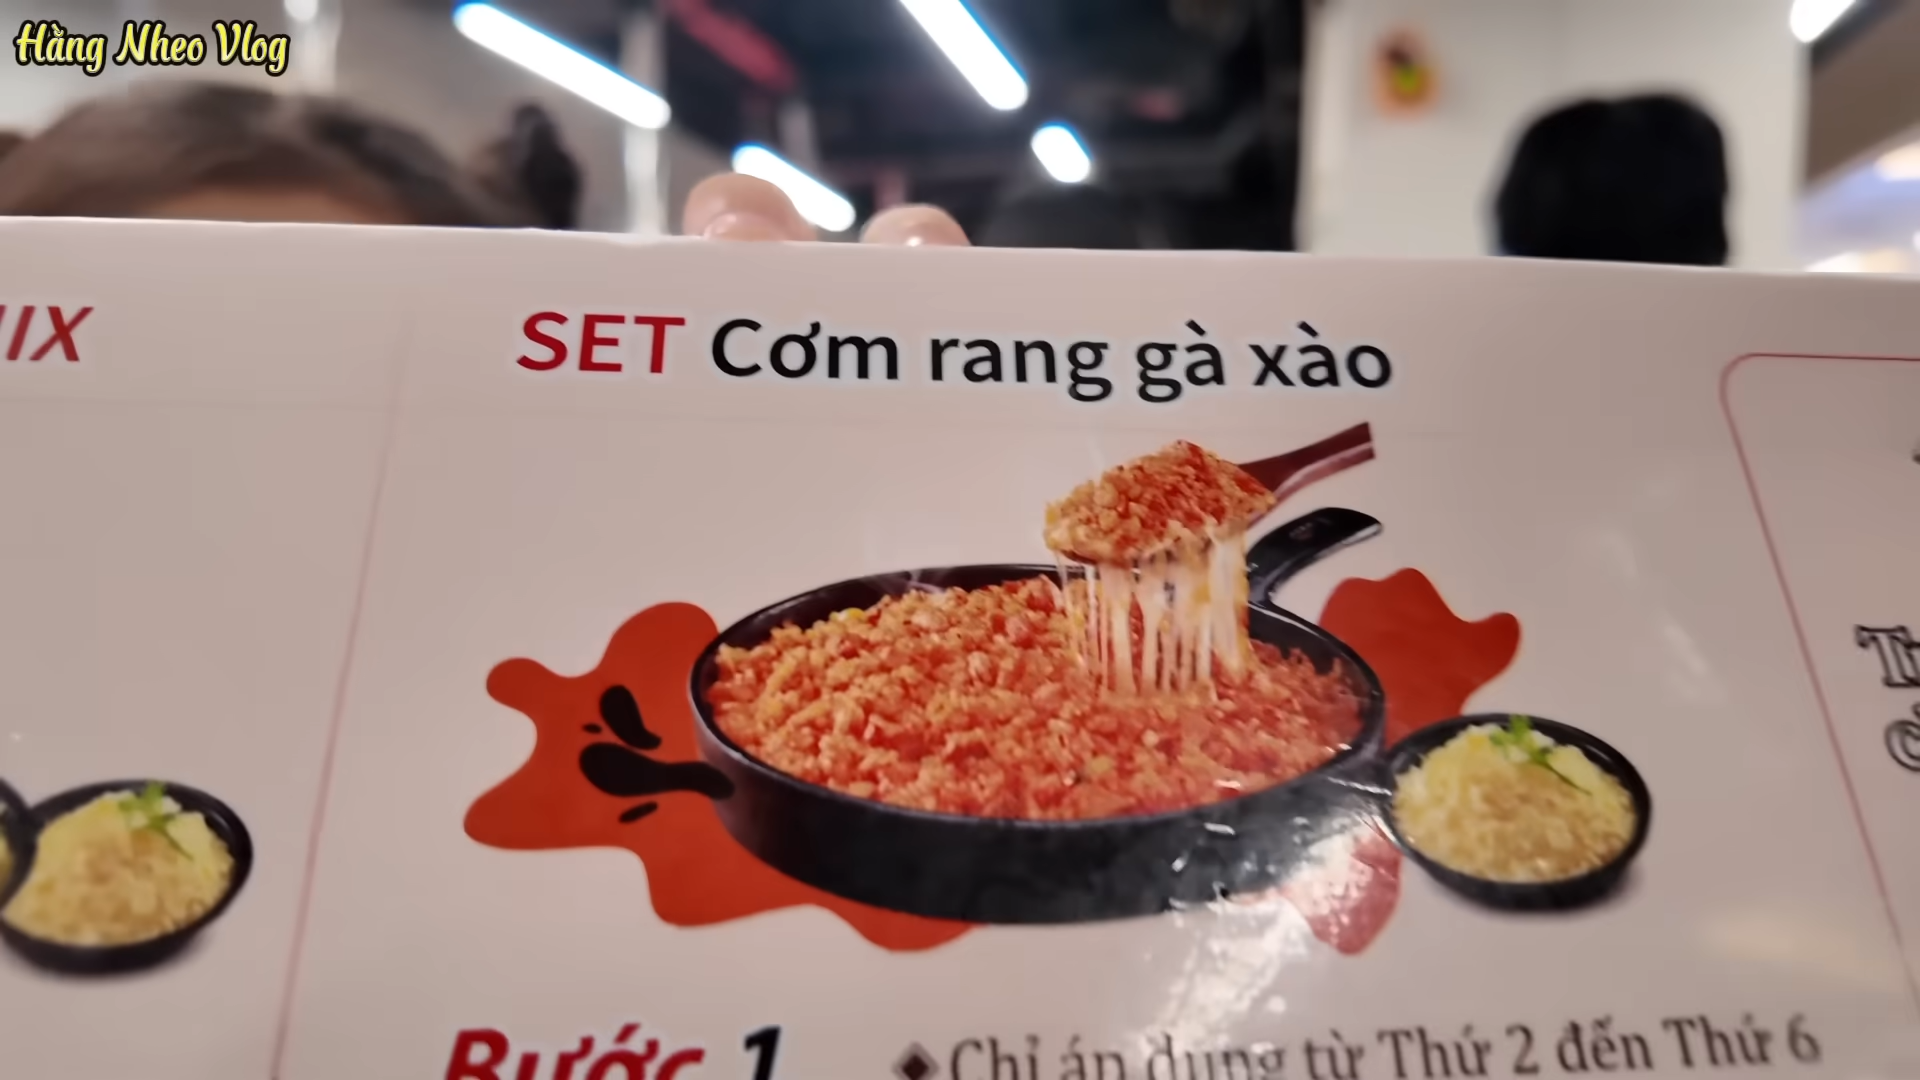 Hằng Nheo Vlog
SET Cơm rang gà xào
Bước 1
◆Chỉ áp dụng từ Thứ 2 đến Thứ 6